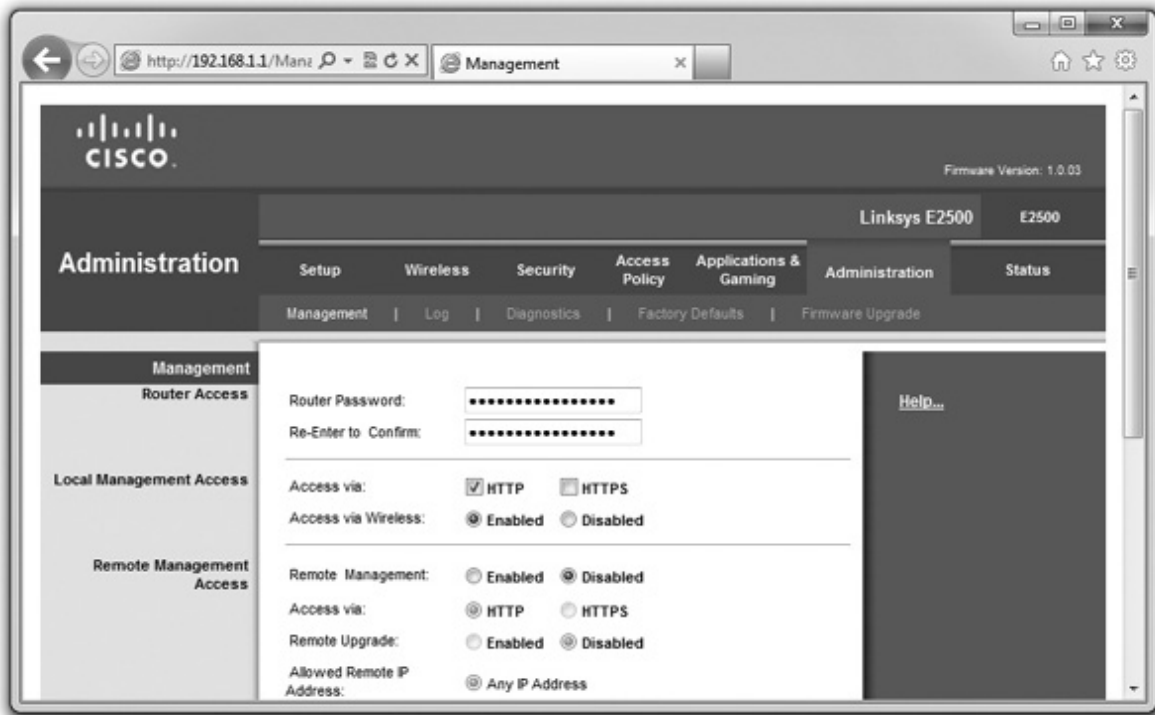 http://192.168.1.1/Mana
Management
CISCO.
Firmware Version: 1.0.03
Linksys E2500 E2500
Administration
Setup Wireless Security Access Policy Applications & Gaming Administration Status
Management | Log | Diagnostics | Factory Defaults | Firmware Upgrade
Management
Router Access
Router Password: ••••••••••••••••
Help...
Re-Enter to Confirm: ••••••••••••••••
Local Management Access
Access via: HTTP HTTPS
Access via Wireless: Enabled Disabled
Remote Management Access
Remote Management: Enabled Disabled
Access via: HTTP HTTPS
Remote Upgrade: Enabled Disabled
Allowed Remote IP Address: Any IP Address